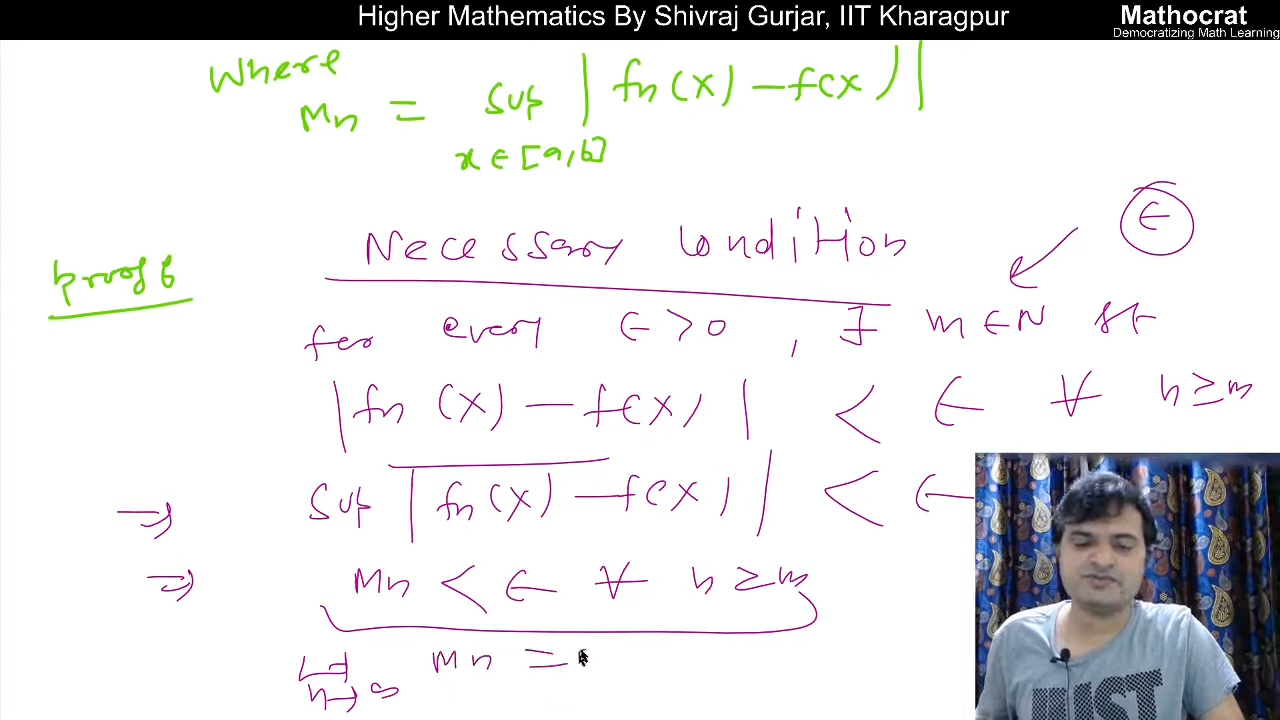 Higher Mathematics By Shivraj Gurjar, IIT Kharagpur
Mathocrat
Democratizing Math Learning
Where
Mn = sup | fn(x) - f(x) |
x ∈ [a,b]
Proof :
Necessary Condition
∈
for every ∈ > 0 , ∃ m ∈ N st
| fn (x) - f(x) | < ∈ ∀ n ≥ m
⇒ sup | fn(x) - f(x) | < ∈
⇒ Mn < ∈ ∀ n ≥ m
Lt Mn =
n → ∞
JUST